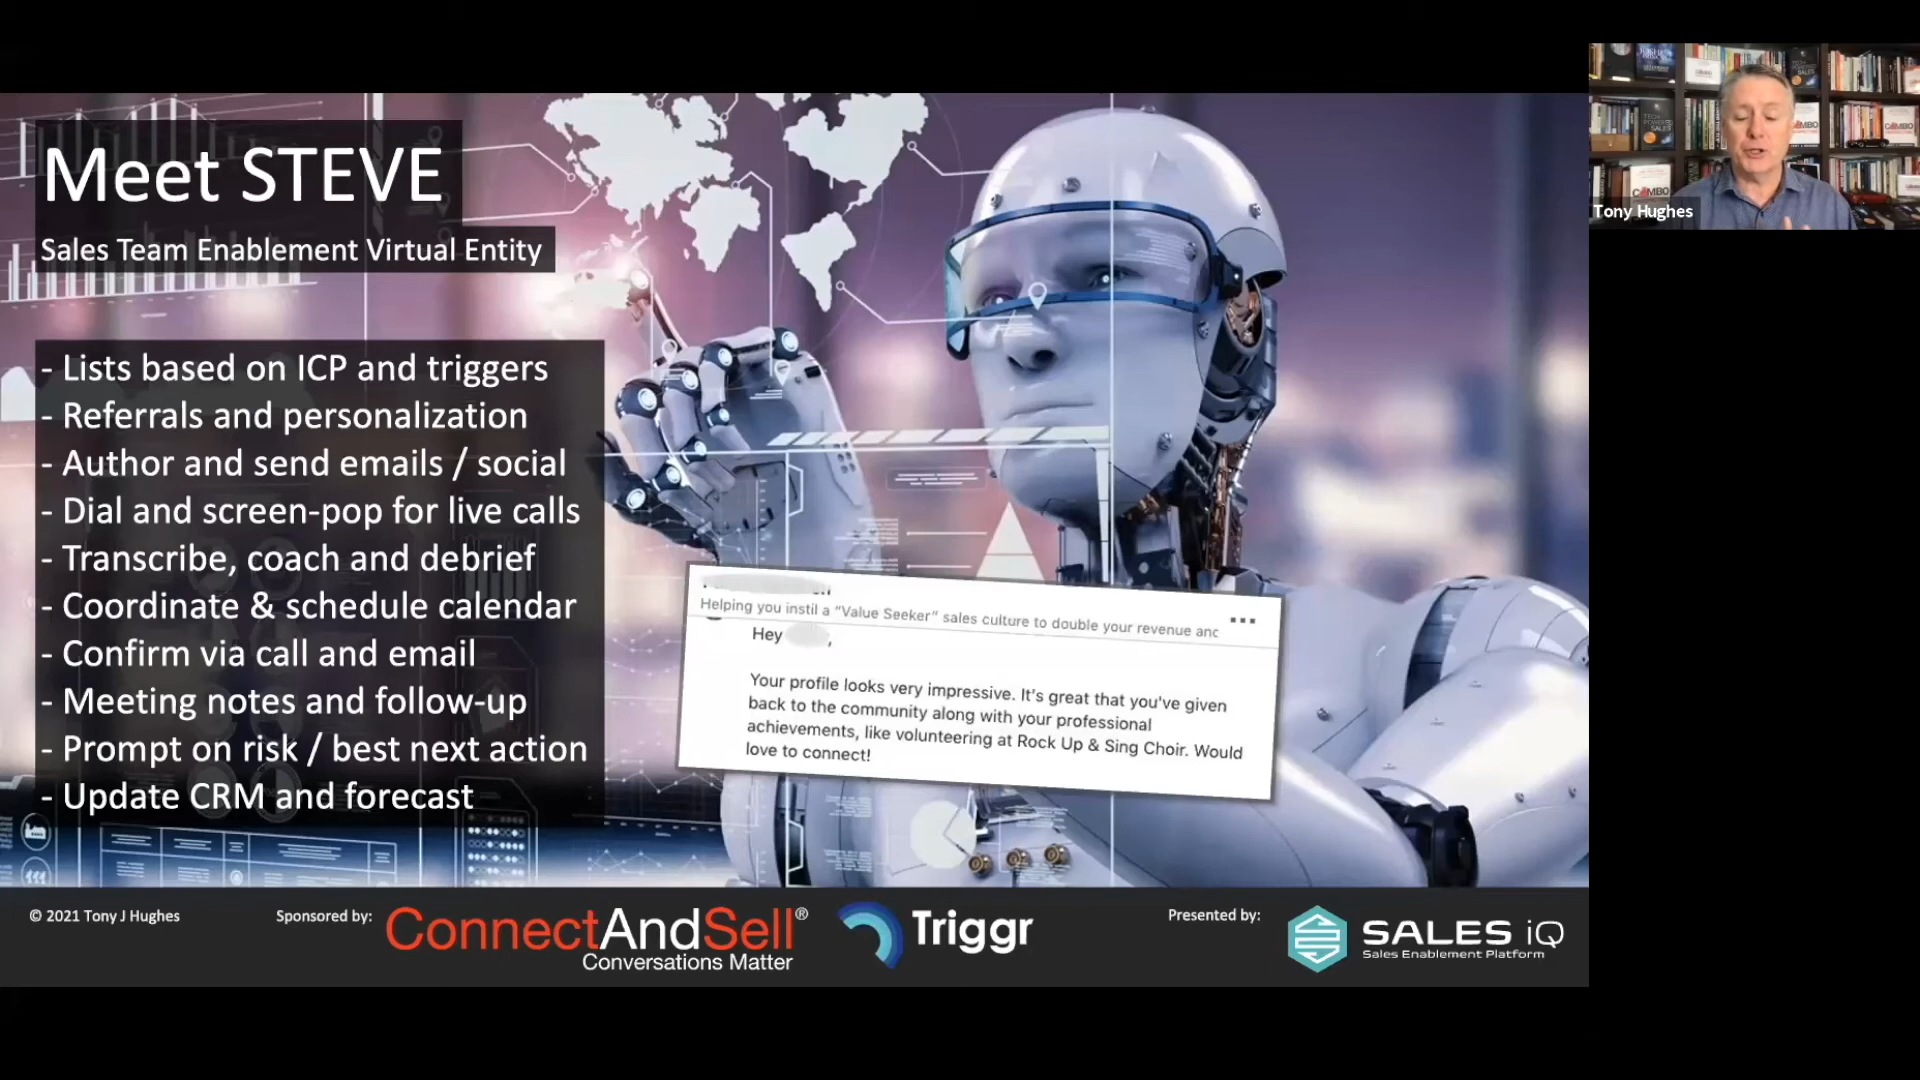 Meet STEVE
Sales Team Enablement Virtual Entity
- Lists based on ICP and triggers
- Referrals and personalization
- Author and send emails / social
- Dial and screen-pop for live calls
- Transcribe, coach and debrief
- Coordinate & schedule calendar
- Confirm via call and email
- Meeting notes and follow-up
- Prompt on risk / best next action
- Update CRM and forecast
Helping you instil a “Value Seeker” sales culture to double your revenue anc
Hey ,
Your profile looks very impressive. It's great that you've given
back to the community along with your professional
achievements, like volunteering at Rock Up & Sing Choir. Would
love to connect!
© 2021 Tony J Hughes
Sponsored by:
ConnectAndSell®
Conversations Matter
Triggr
Presented by:
SALES iQ
Sales Enablement Platform
TECH
POWERED
SALES
COMBO
COMBO
COMBO
Tony Hughes